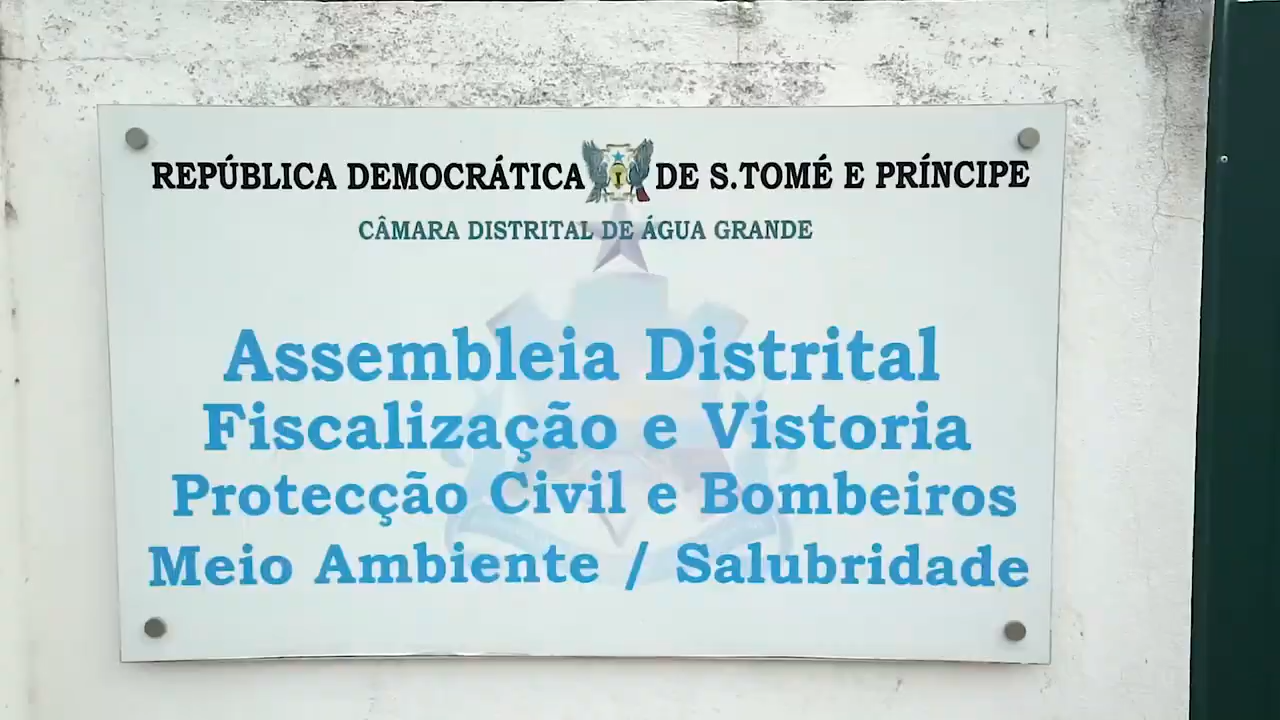 REPÚBLICA DEMOCRÁTICA DE S.TOMÉ E PRÍNCIPE
CÂMARA DISTRITAL DE ÁGUA GRANDE
Assembleia Distrital
Fiscalização e Vistoria
Protecção Civil e Bombeiros
Meio Ambiente / Salubridade